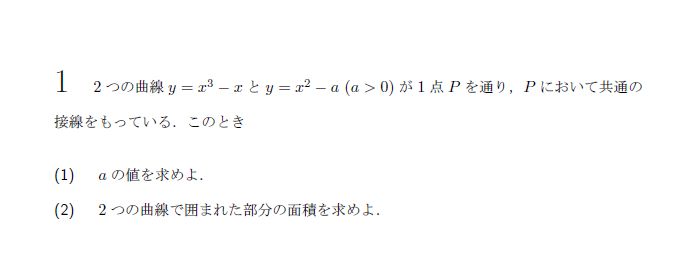 1 2つの曲線 y = x³ − x と y = x² − a (a > 0) が 1 点 P を通り，P において共通の
接線をもっている．このとき
(1) a の値を求めよ．
(2) 2 つの曲線で囲まれた部分の面積を求めよ．